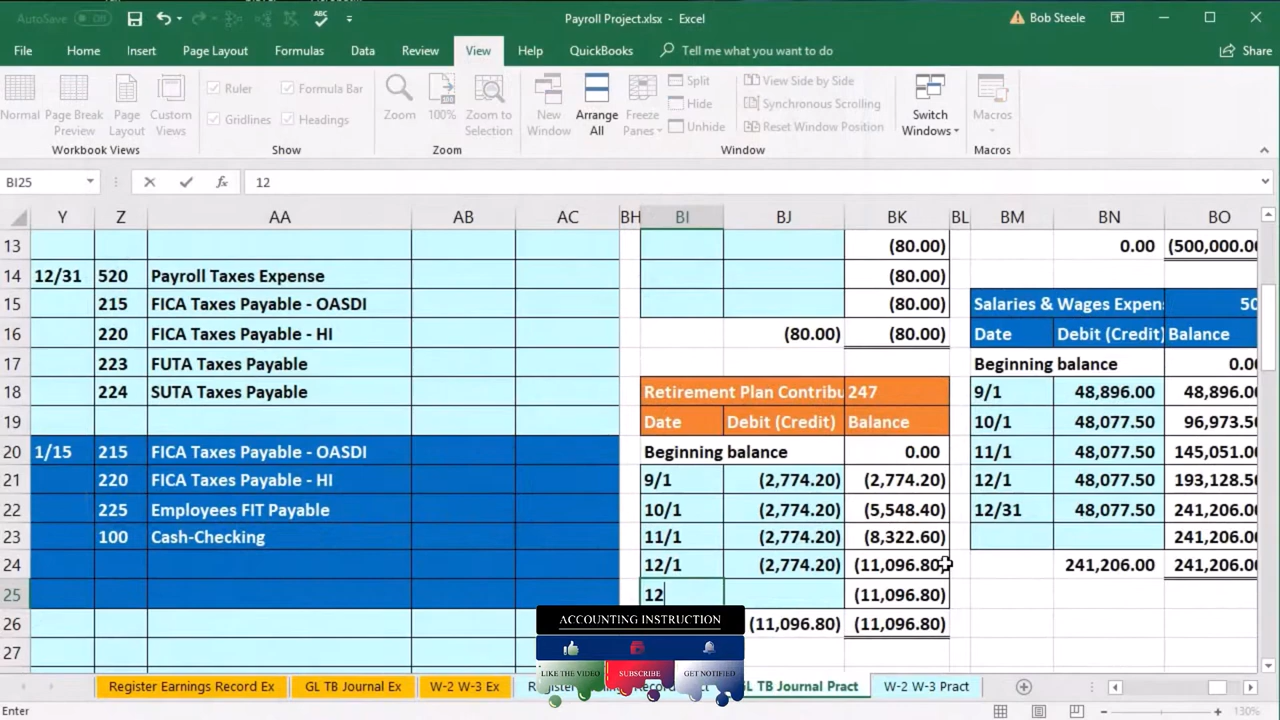 AutoSave Off Payroll Project.xlsx - Excel Bob Steele
File Home Insert Page Layout Formulas Data Review View Help QuickBooks Tell me what you want to do Share
Normal Page Break Preview Page Layout Custom Views Ruler Formula Bar Gridlines Headings Zoom 100% Zoom to Selection New Window Arrange All Freeze Panes Split Hide Unhide View Side by Side Synchronous Scrolling Reset Window Position Switch Windows Macros
Workbook Views Show Zoom Window Macros
BI25 fx 12
Y Z AA AB AC BH BI BJ BK BL BM BN BO
13 (80.00) 0.00 (500,000.0
14 12/31 520 Payroll Taxes Expense (80.00)
15 215 FICA Taxes Payable - OASDI (80.00) Salaries & Wages Expen 50
16 220 FICA Taxes Payable - HI (80.00) (80.00) Date Debit (Credit) Balance
17 223 FUTA Taxes Payable Beginning balance 0.0
18 224 SUTA Taxes Payable Retirement Plan Contribu 247 9/1 48,896.00 48,896.0
19 Date Debit (Credit) Balance 10/1 48,077.50 96,973.5
20 1/15 215 FICA Taxes Payable - OASDI Beginning balance 0.00 11/1 48,077.50 145,051.0
21 220 FICA Taxes Payable - HI 9/1 (2,774.20) (2,774.20) 12/1 48,077.50 193,128.5
22 225 Employees FIT Payable 10/1 (2,774.20) (5,548.40) 12/31 48,077.50 241,206.0
23 100 Cash-Checking 11/1 (2,774.20) (8,322.60) 241,206.0
24 12/1 (2,774.20) (11,096.80) 241,206.00 241,206.0
25 12 (11,096.80)
26 (11,096.80) (11,096.80)
27
ACCOUNTING INSTRUCTION
LIKE THE VIDEO SUBSCRIBE GET NOTIFIED
Register Earnings Record Ex GL TB Journal Ex W-2 W-3 Ex GL TB Journal Pract W-2 W-3 Pract
Enter 130%